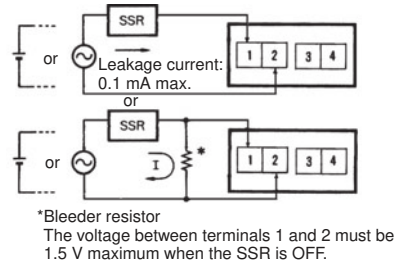 SSR
or
Leakage current:
0.1 mA max.
1 2 3 4
or
SSR
or
I
*
1 2 3 4
*Bleeder resistor
The voltage between terminals 1 and 2 must be
1.5 V maximum when the SSR is OFF.